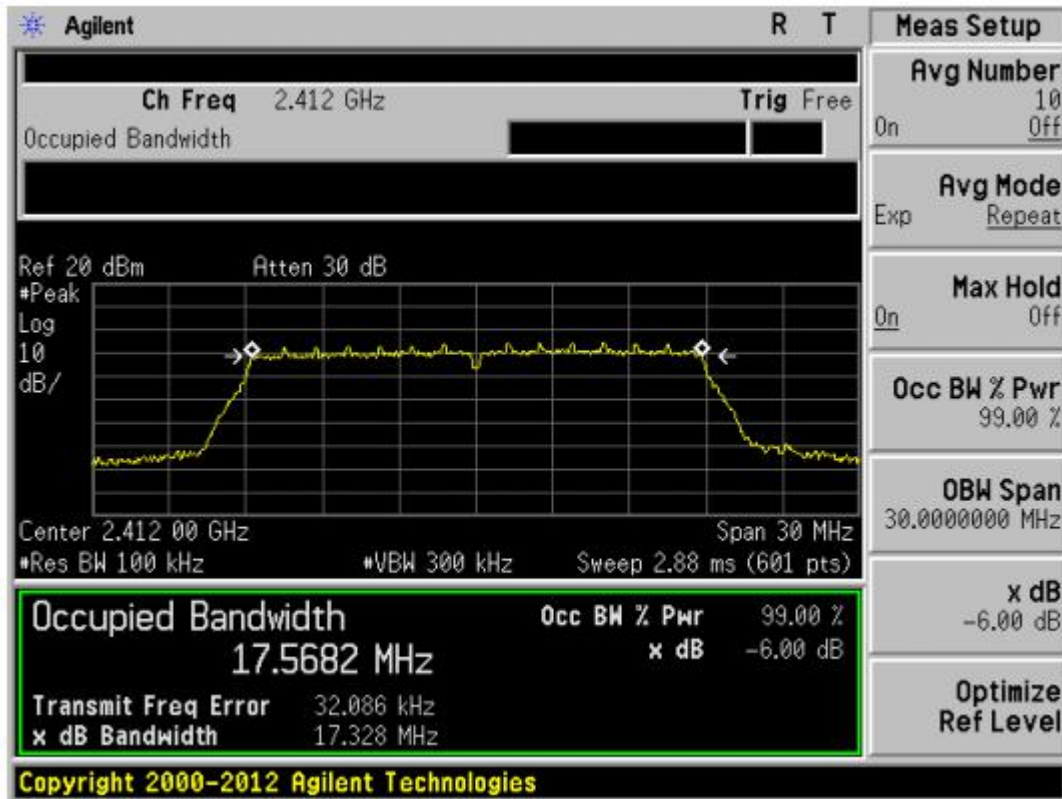 Agilent R T
Ch Freq 2.412 GHz Trig Free
Occupied Bandwidth
Ref 20 dBm Atten 30 dB
#Peak
Log
10
dB/
Center 2.412 00 GHz Span 30 MHz
#Res BW 100 kHz #VBW 300 kHz Sweep 2.88 ms (601 pts)
Occupied Bandwidth Occ BW % Pwr 99.00 %
17.5682 MHz x dB -6.00 dB
Transmit Freq Error 32.086 kHz
x dB Bandwidth 17.328 MHz
Copyright 2000-2012 Agilent Technologies
Meas Setup
Avg Number
10
On Off
Avg Mode
Exp Repeat
Max Hold
On Off
Occ BW % Pwr
99.00 %
OBW Span
30.0000000 MHz
x dB
-6.00 dB
Optimize
Ref Level